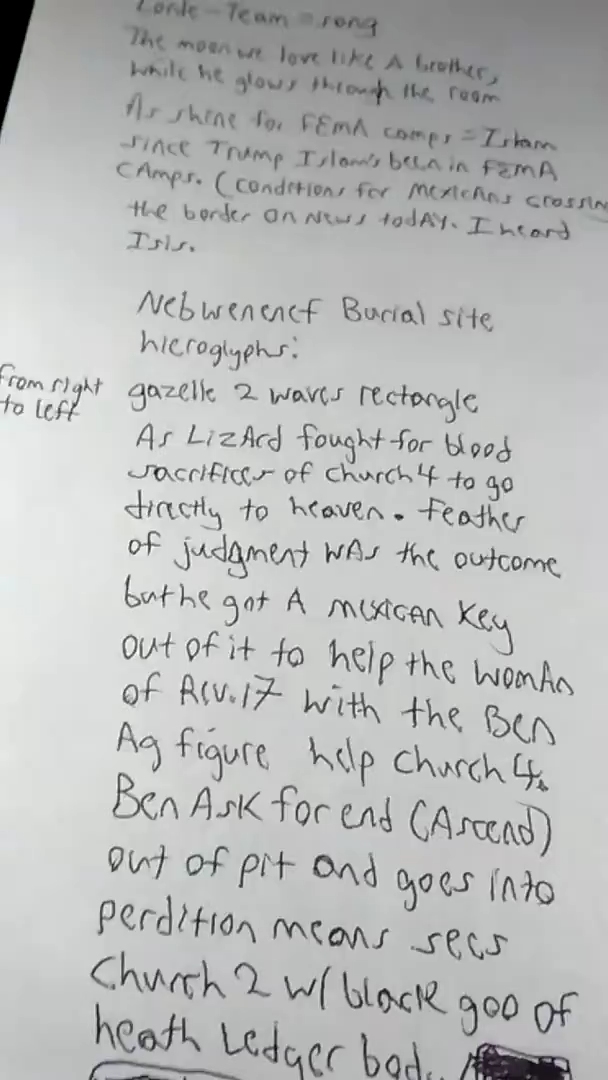 Lorde-Team = song
The moon we love like A brother,
while he glows through the room
As shine for FEMA camps = Islam
since Trump Islam's been in FEMA
CAmps. (conditions for Mexicans crossin
the border on News todAy. I heard
Isis.
Nebwenenef Burial site
hieroglyphs:
from right
to left
gazelle 2 waves rectangle
As LizArd fought for blood
sacrifices of church 4 to go
directly to heaven. Feather
of judgment wAs the outcome
but he got A mexicAn key
out of it to help the womAn
of Rev.17 with the Ben
Ag figure help church 4.
Ben Ask for end (Ascend)
out of pit and goes into
perdition means sees
Church 2 w/ black goo of
heath Ledger bod